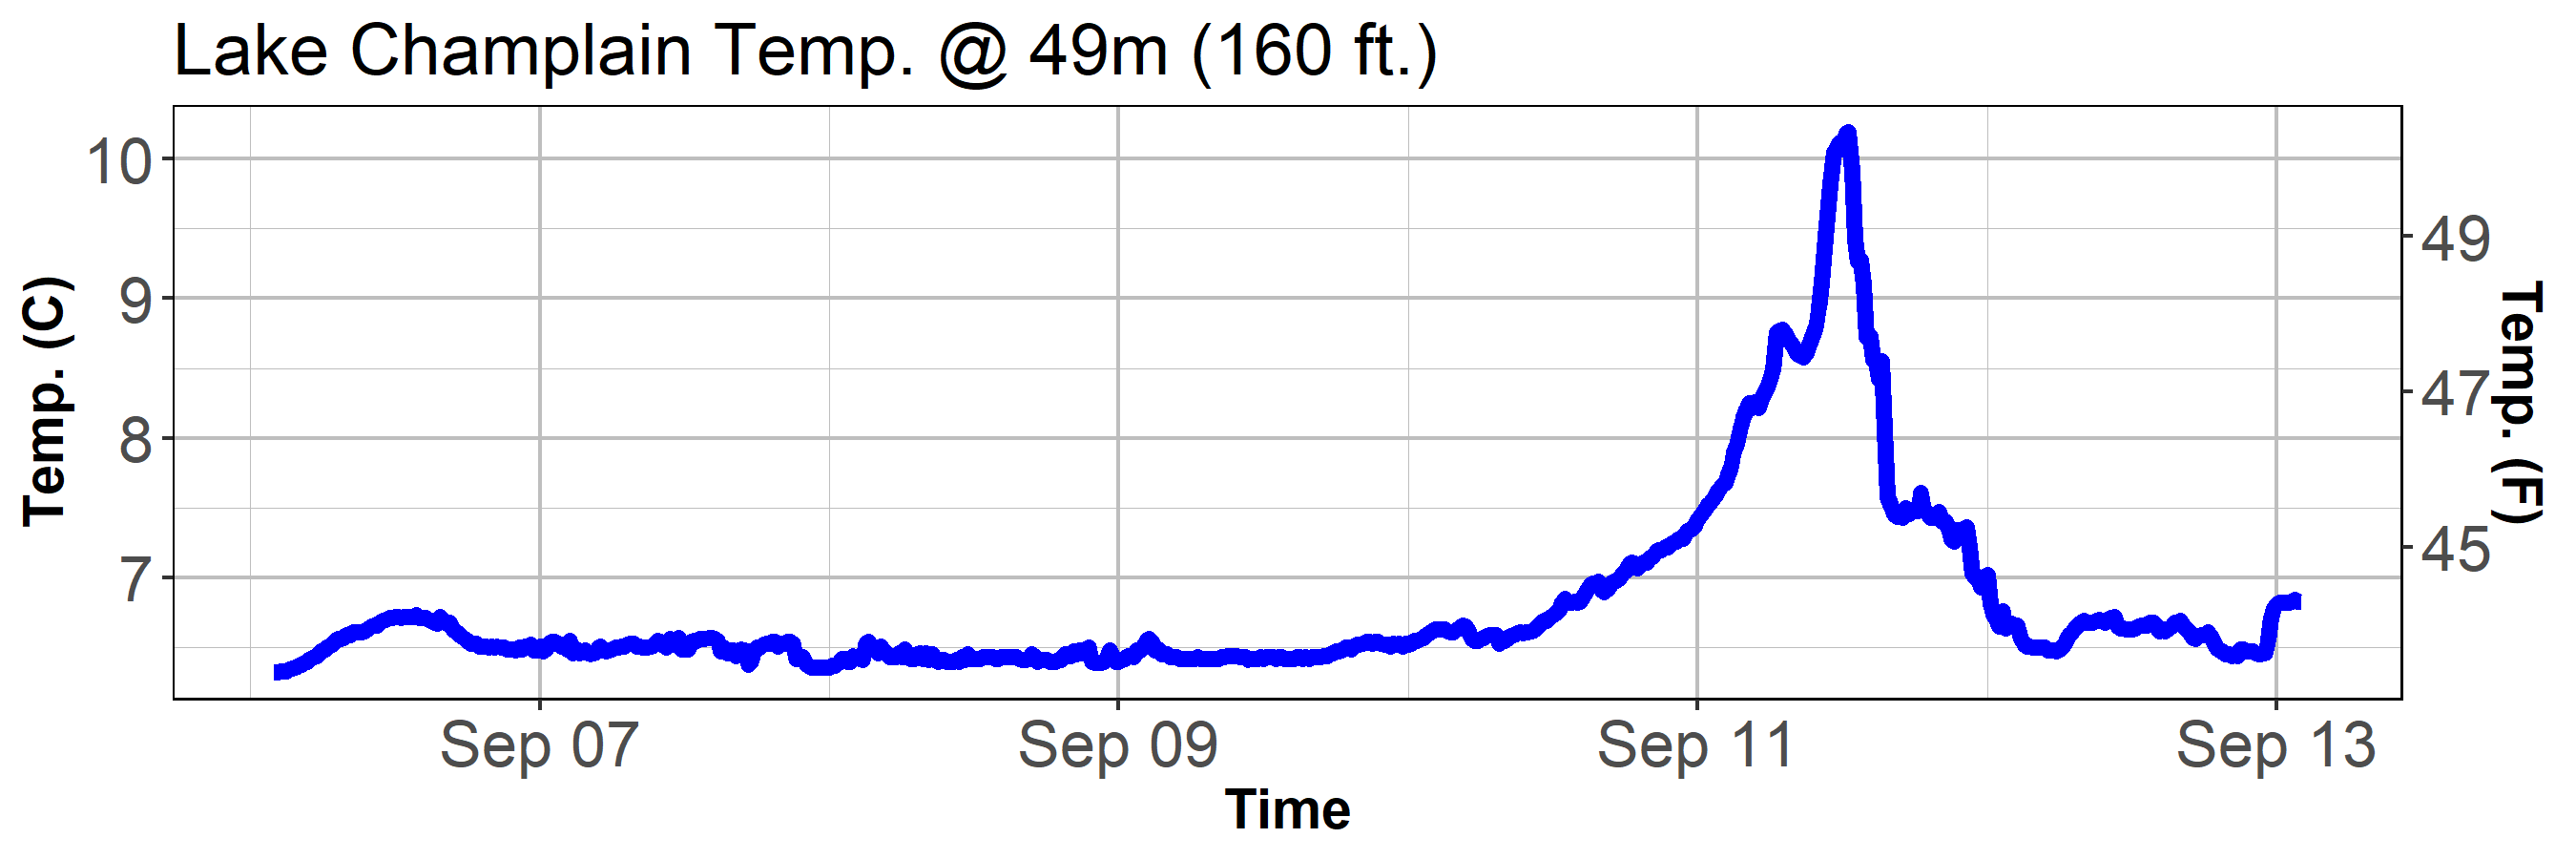 Lake Champlain Temp. @ 49m (160 ft.)
Temp. (C)
10
9
8
7
49
47
45
Temp. (F)
Sep 07
Sep 09
Sep 11
Sep 13
Time